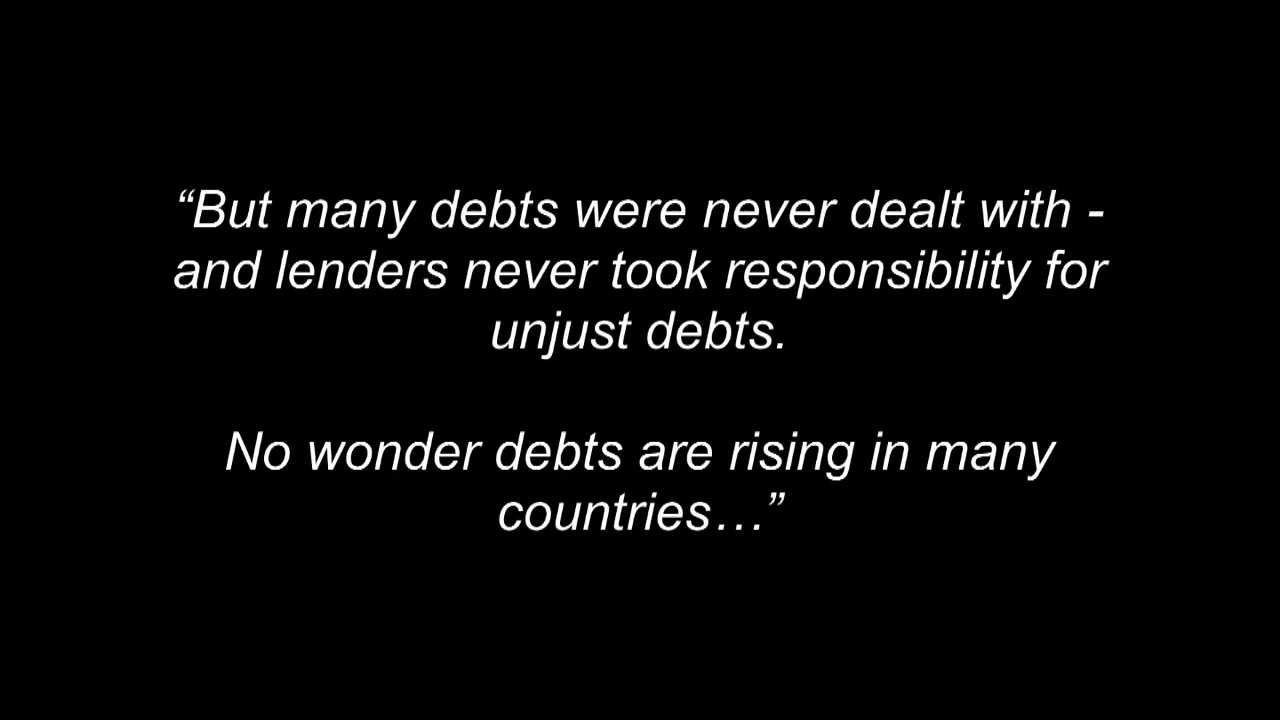 “But many debts were never dealt with -
and lenders never took responsibility for
unjust debts.
No wonder debts are rising in many
countries…”